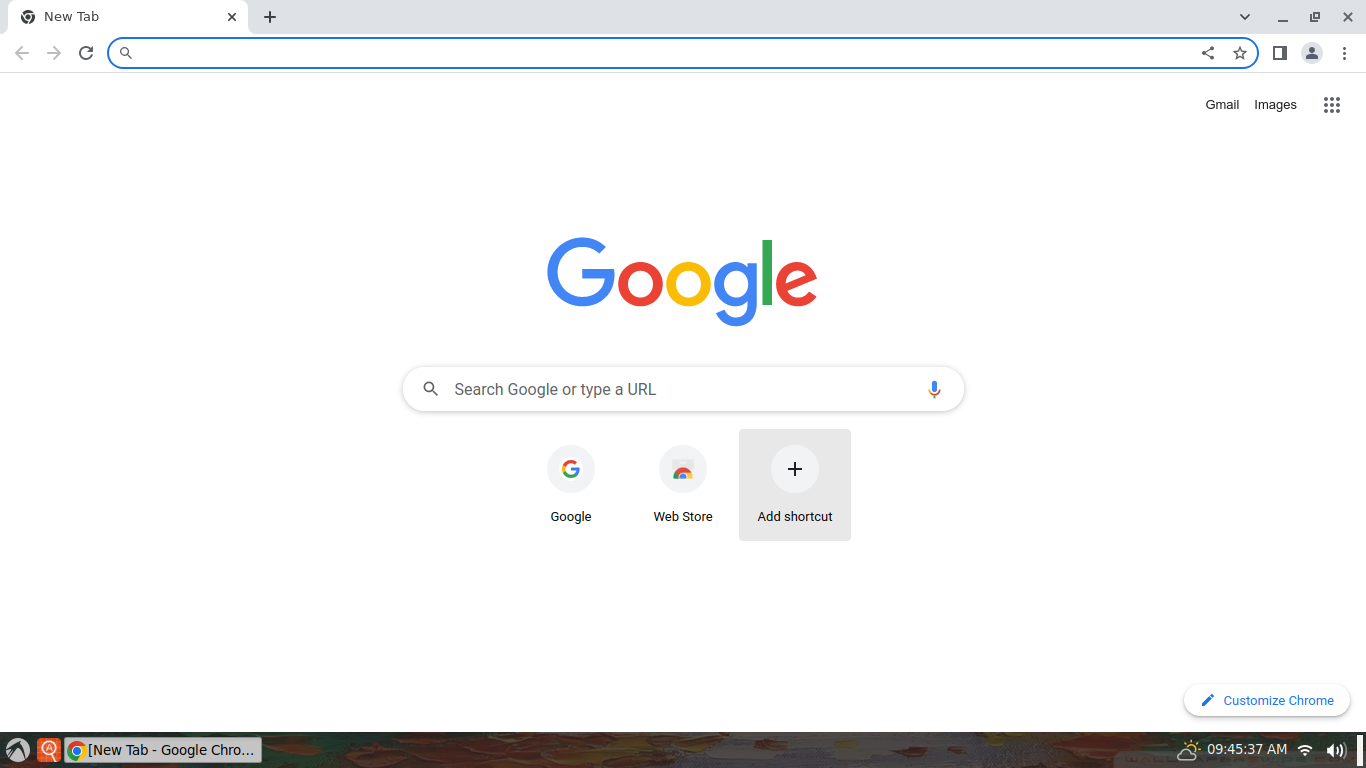 New Tab
Gmail
Images
Google
Search Google or type a URL
Google
Web Store
Add shortcut
Customize Chrome
[New Tab - Google Chro...
09:45:37 AM